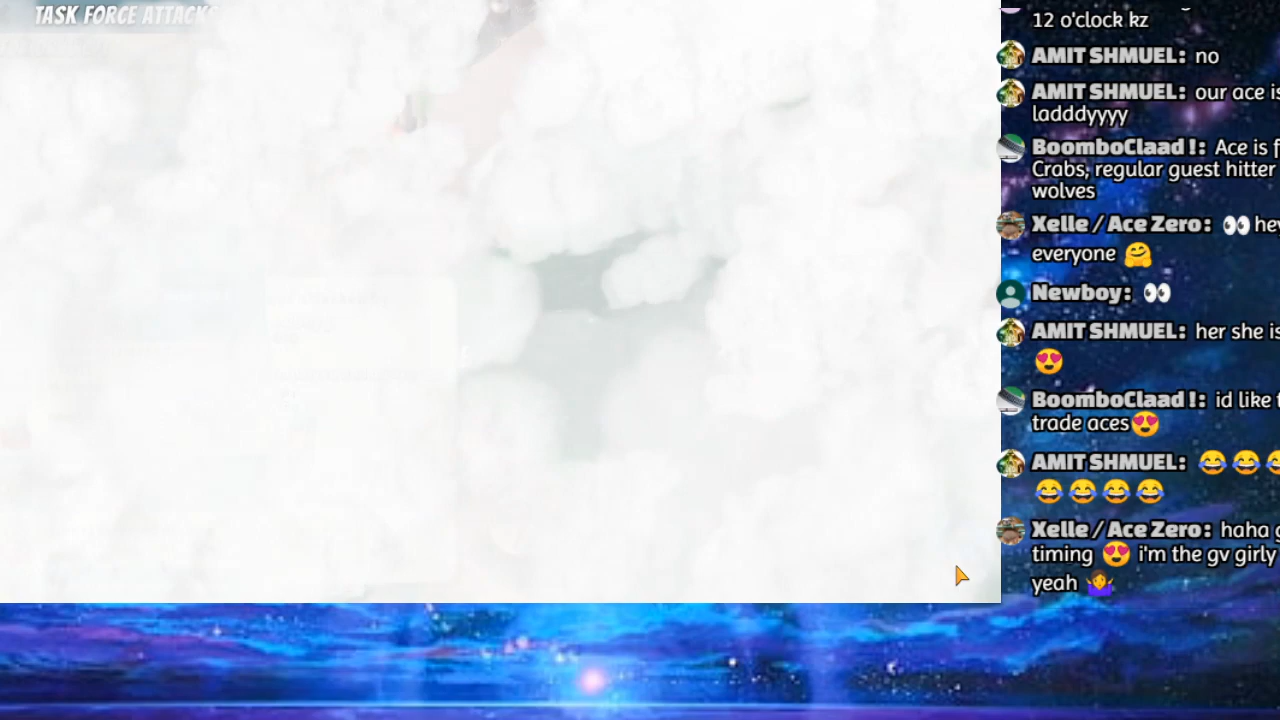 TASK FORCE ATTACKS
12 o'clock kz
AMIT SHMUEL: no
AMIT SHMUEL: our ace is
ladddyyyy
BoomboClaad !: Ace is f
Crabs, regular guest hitter
wolves
Xelle / Ace Zero: 👀 hey
everyone 🤗
Newboy: 👀
AMIT SHMUEL: her she is
😍
BoomboClaad !: id like t
trade aces😍
AMIT SHMUEL: 😂😂😂
😂😂😂😂
Xelle / Ace Zero: haha g
timing 😍 i'm the gv girly
yeah 🤷‍♀️